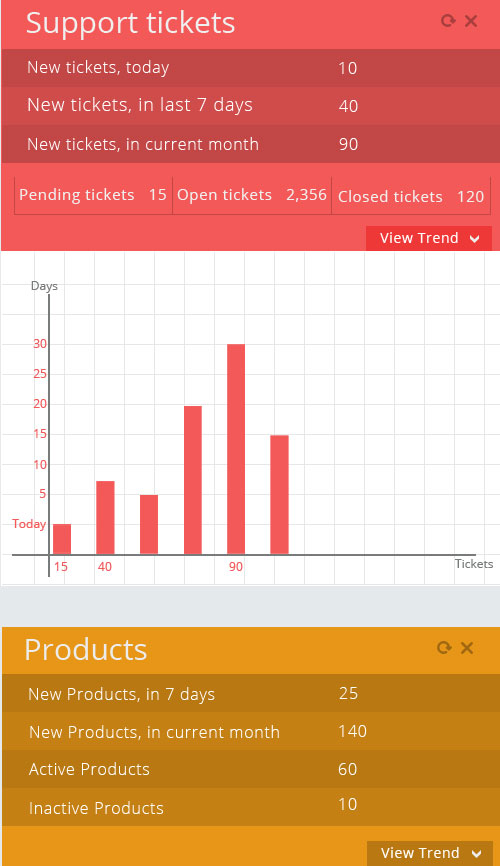 Support tickets
New tickets, today 10
New tickets, in last 7 days 40
New tickets, in current month 90
Pending tickets 15 Open tickets 2,356 Closed tickets 120
View Trend
Days
30
25
20
15
10
5
Today
15 40 90 Tickets
Products
New Products, in 7 days 25
New Products, in current month 140
Active Products 60
Inactive Products 10
View Trend